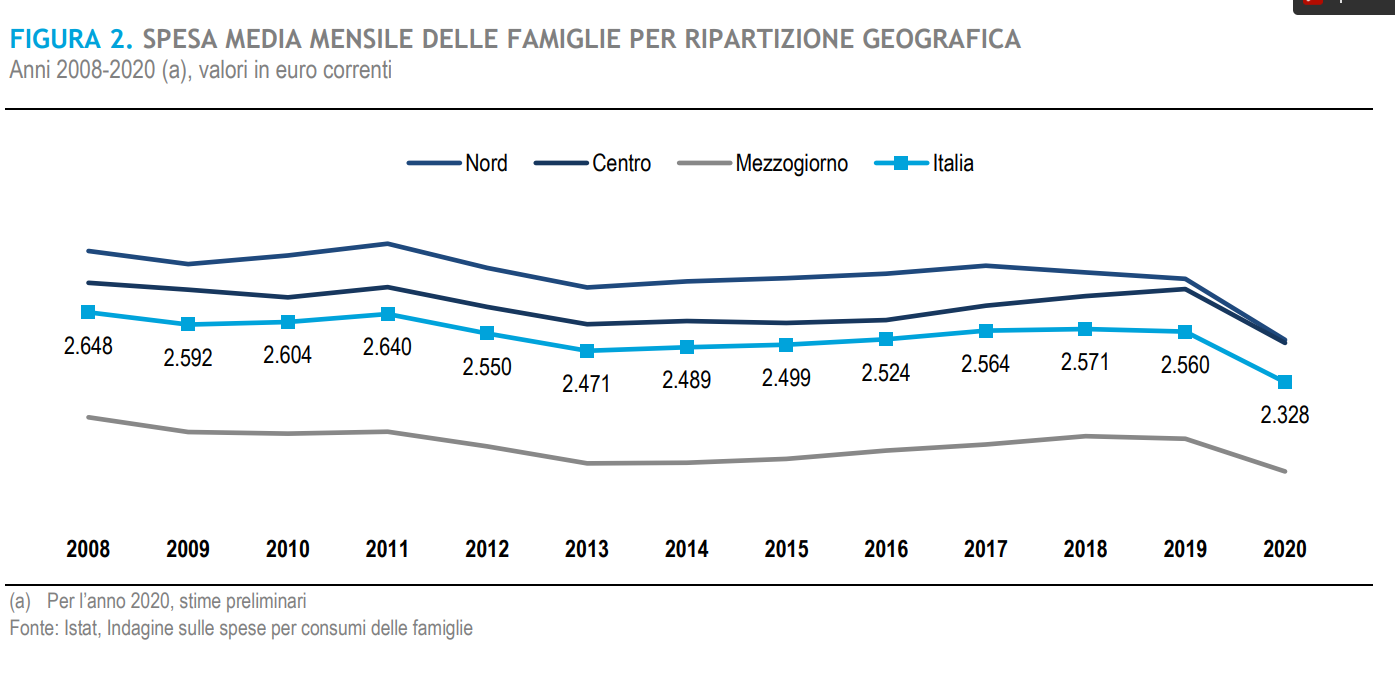 FIGURA 2. SPESA MEDIA MENSILE DELLE FAMIGLIE PER RIPARTIZIONE GEOGRAFICA
Anni 2008-2020 (a), valori in euro correnti
Nord Centro Mezzogiorno Italia
2.648 2.592 2.604 2.640 2.550 2.471 2.489 2.499 2.524 2.564 2.571 2.560 2.328
2008 2009 2010 2011 2012 2013 2014 2015 2016 2017 2018 2019 2020
(a) Per l'anno 2020, stime preliminari
Fonte: Istat, Indagine sulle spese per consumi delle famiglie